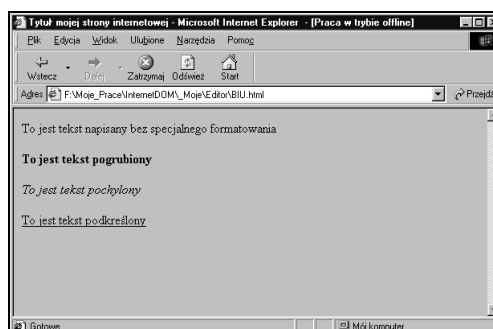 Tytuł mojej strony internetowej - Microsoft Internet Explorer - [Praca w trybie offline]
Plik Edycja Widok Ulubione Narzędzia Pomoc
Wstecz Dalej Zatrzymaj Odśwież Start
Adres F:\Moje_Prace\InternetDOM\_Moje\Editor\BIU.html Przejdź
To jest tekst napisany bez specjalnego formatowania
To jest tekst pogrubiony
To jest tekst pochylony
To jest tekst podkreślony
Gotowe Mój komputer